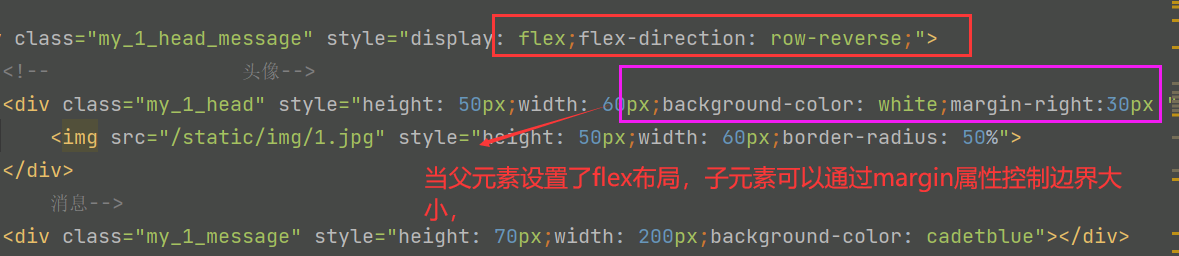 class="my_1_head_message" style="display: flex;flex-direction: row-reverse;">
<!-- 头像-->
<div class="my_1_head" style="height: 50px;width: 60px;background-color: white;margin-right:30px "
<img src="/static/img/1.jpg" style="height: 50px;width: 60px;border-radius: 50%">
</div>
当父元素设置了flex布局，子元素可以通过margin属性控制边界大
小，
消息-->
<div class="my_1_message" style="height: 70px;width: 200px;background-color: cadetblue"></div>